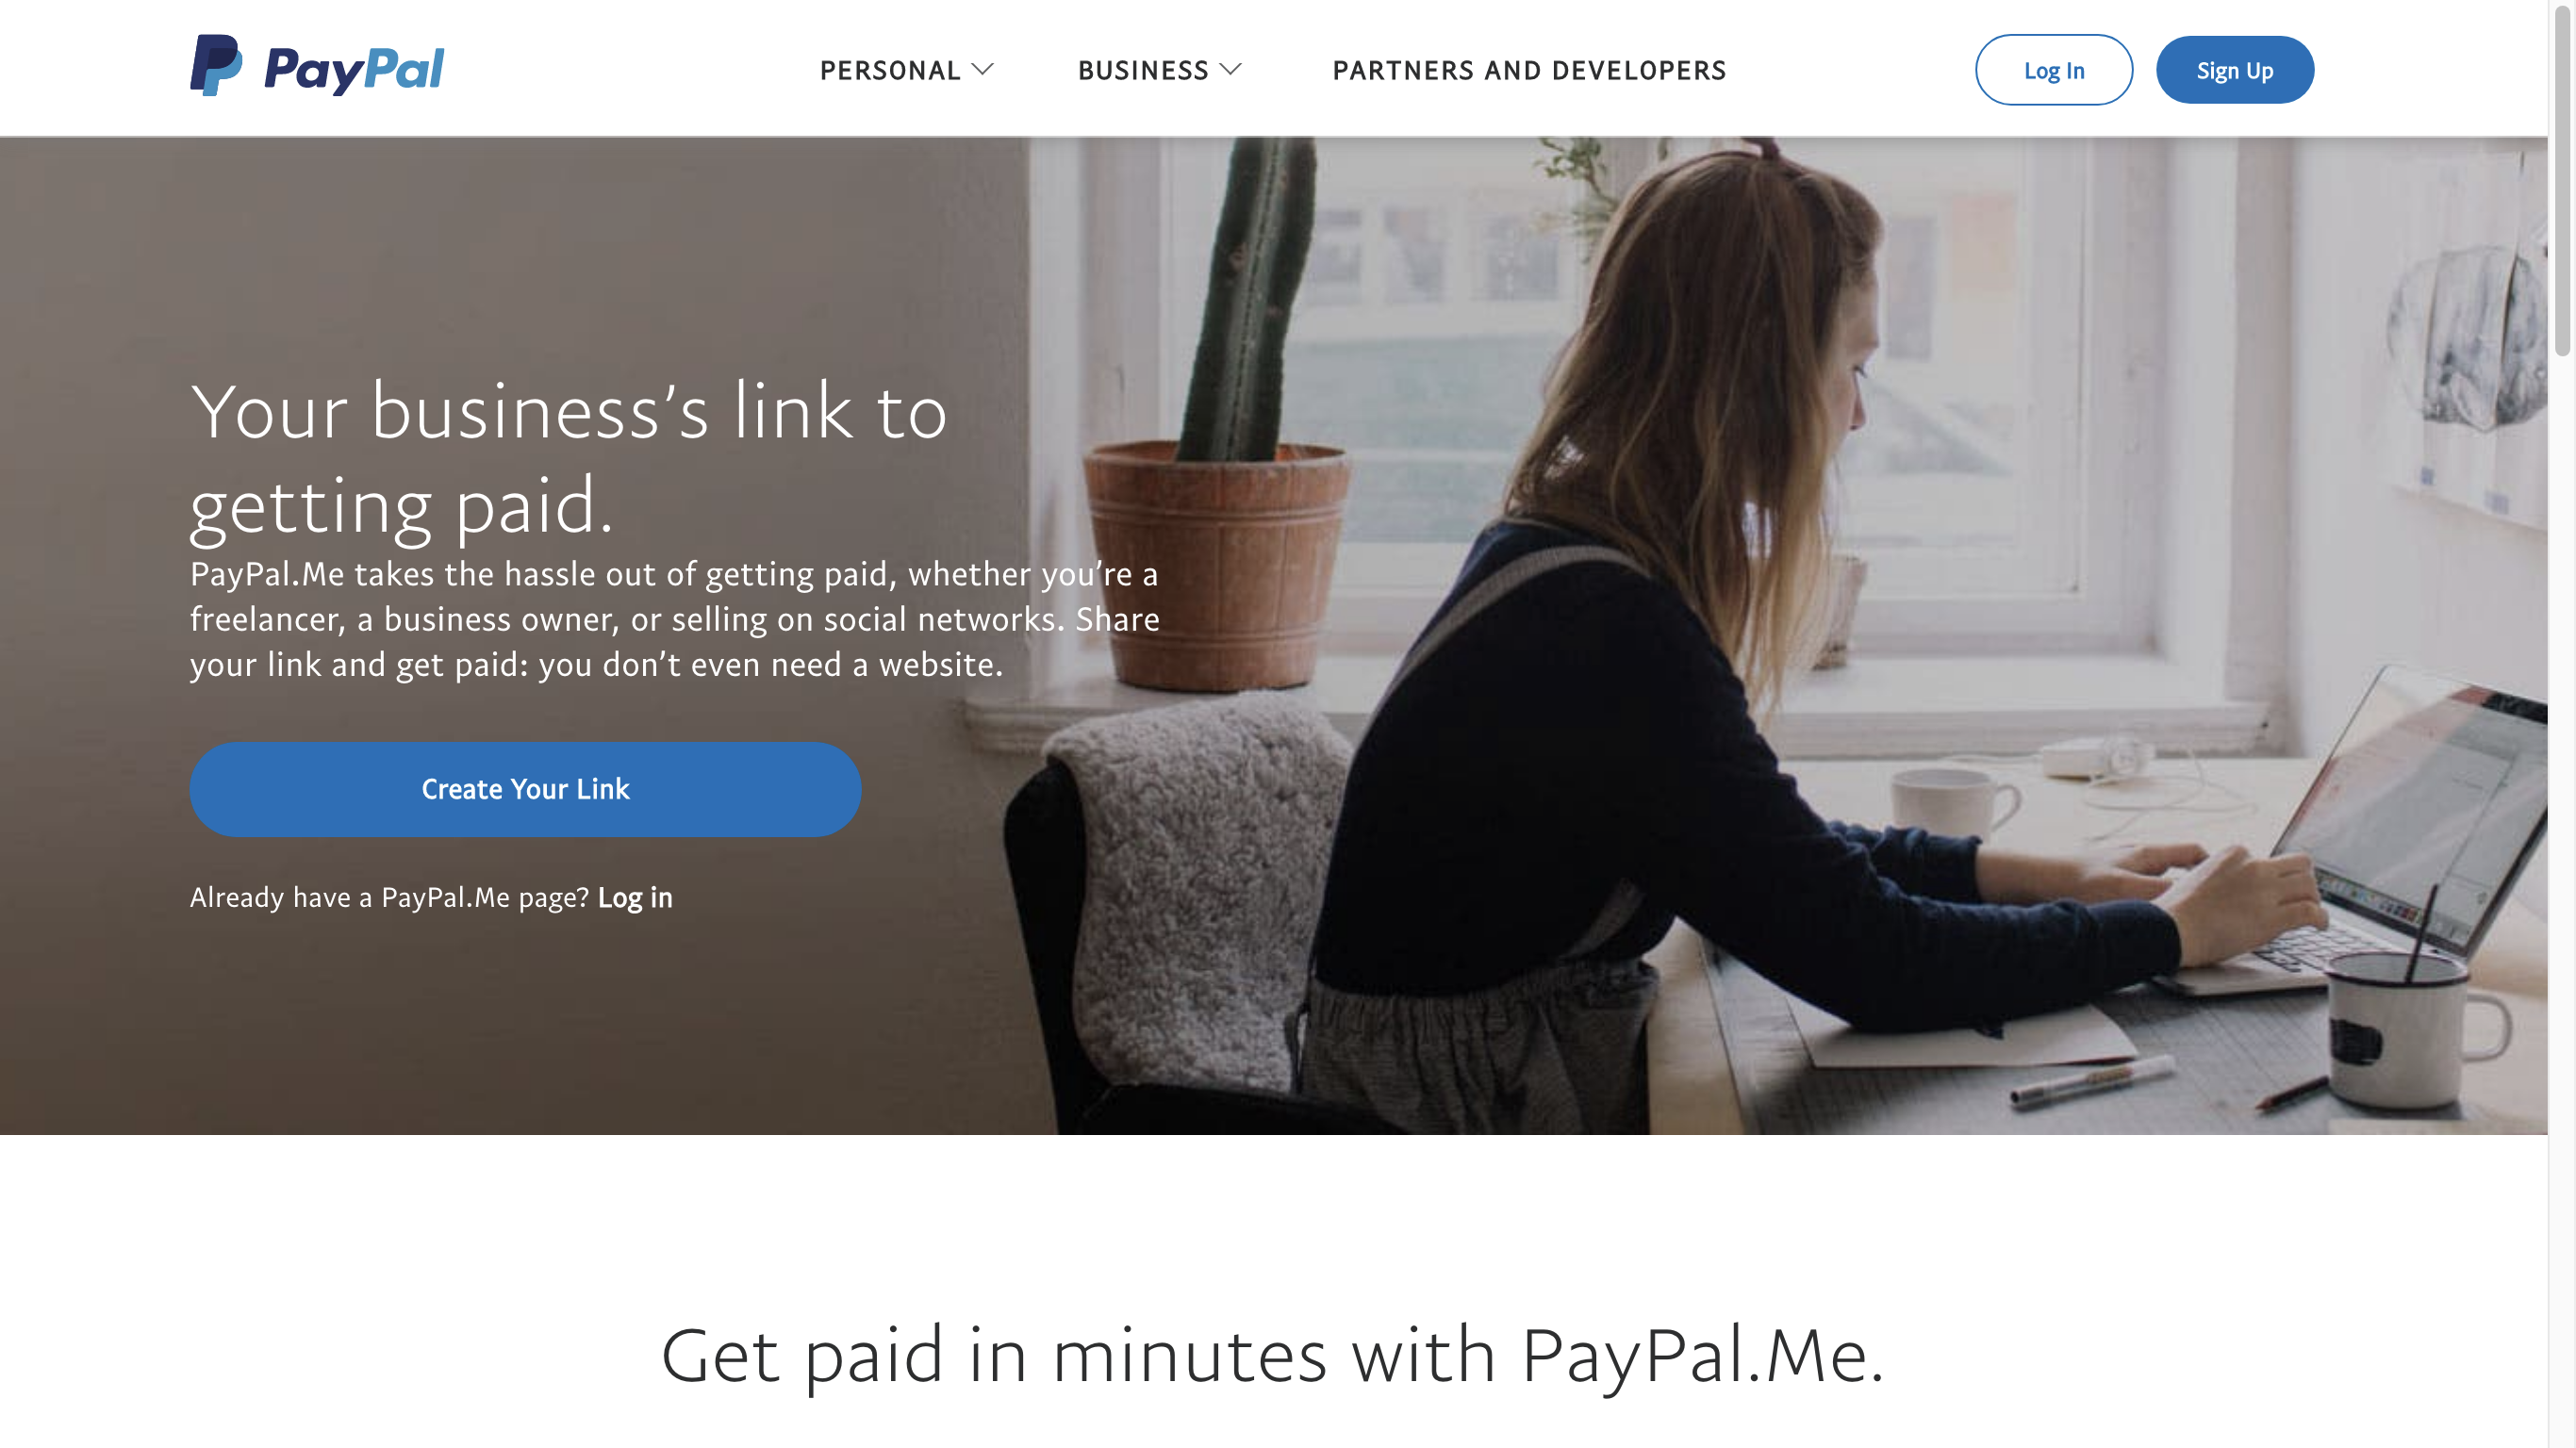 PayPal
PERSONAL
BUSINESS
PARTNERS AND DEVELOPERS
Log In
Sign Up
Your business’s link to
getting paid.
PayPal.Me takes the hassle out of getting paid, whether you’re a
freelancer, a business owner, or selling on social networks. Share
your link and get paid: you don’t even need a website.
Create Your Link
Already have a PayPal.Me page? Log in
Get paid in minutes with PayPal.Me.